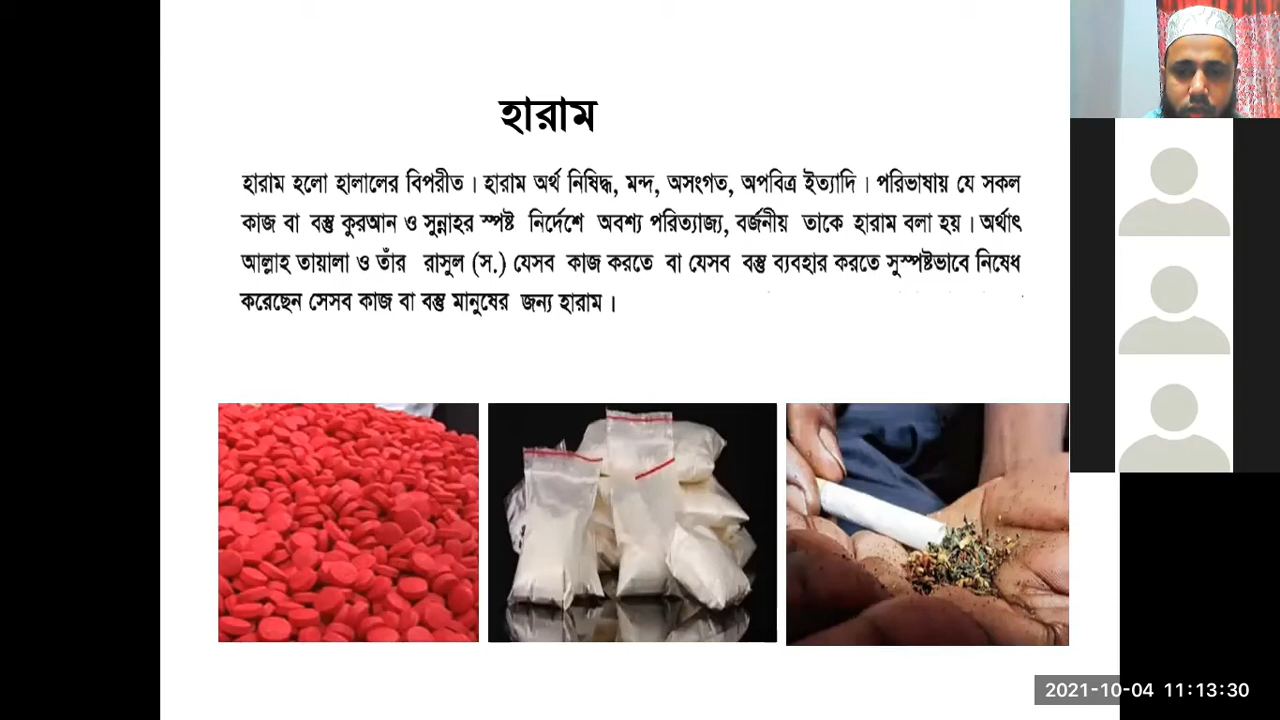 হারাম
হারাম হলো হালালের বিপরীত। হারাম অর্থ নিষিদ্ধ, মন্দ, অসংগত, অপবিত্র ইত্যাদি। পরিভাষায় যে সকল
কাজ বা বস্তু কুরআন ও সুন্নাহর স্পষ্ট নির্দেশে অবশ্য পরিত্যাজ্য, বর্জনীয় তাকে হারাম বলা হয়। অর্থাৎ
আল্লাহ তায়ালা ও তাঁর রাসুল (স.) যেসব কাজ করতে বা যেসব বস্তু ব্যবহার করতে সুস্পষ্টভাবে নিষেধ
করেছেন সেসব কাজ বা বস্তু মানুষের জন্য হারাম।
2021-10-04 11:13:30